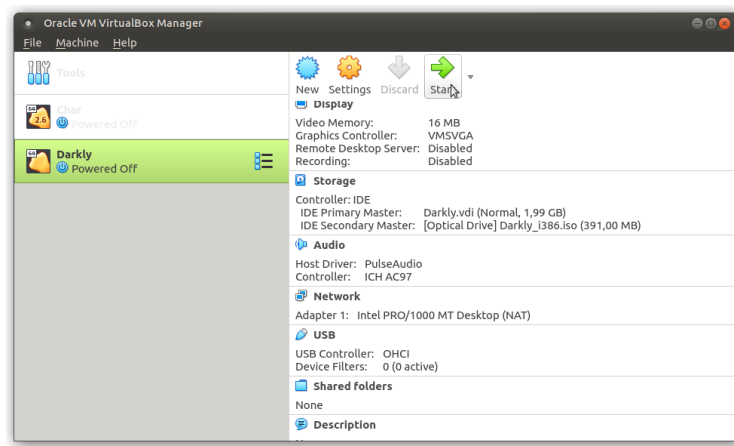 Oracle VM VirtualBox Manager
File Machine Help
Tools
64
2.6
Char
Powered Off
64
Darkly
Powered Off
New Settings Discard Start
Display
Video Memory: 16 MB
Graphics Controller: VMSVGA
Remote Desktop Server: Disabled
Recording: Disabled
Storage
Controller: IDE
IDE Primary Master: Darkly.vdi (Normal, 1,99 GB)
IDE Secondary Master: [Optical Drive] Darkly_i386.iso (391,00 MB)
Audio
Host Driver: PulseAudio
Controller: ICH AC97
Network
Adapter 1: Intel PRO/1000 MT Desktop (NAT)
USB
USB Controller: OHCI
Device Filters: 0 (0 active)
Shared folders
None
Description